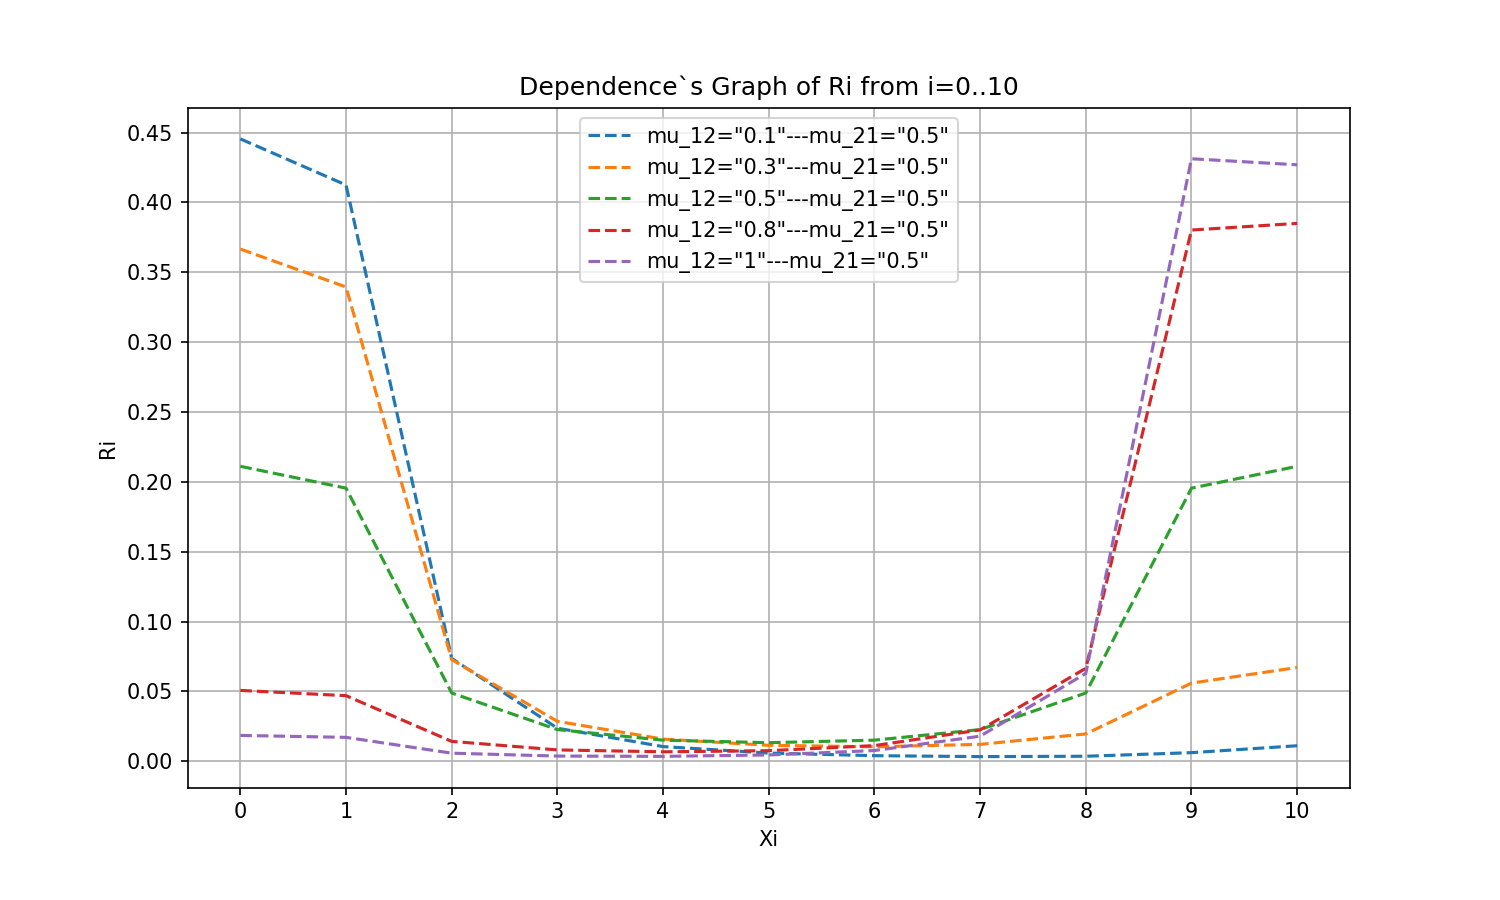 Dependence`s Graph of Ri from i=0..10
mu_12="0.1"---mu_21="0.5"
mu_12="0.3"---mu_21="0.5"
mu_12="0.5"---mu_21="0.5"
mu_12="0.8"---mu_21="0.5"
mu_12="1"---mu_21="0.5"
0.45
0.40
0.35
0.30
0.25
0.20
0.15
0.10
0.05
0.00
Ri
0 1 2 3 4 5 6 7 8 9 10
Xi